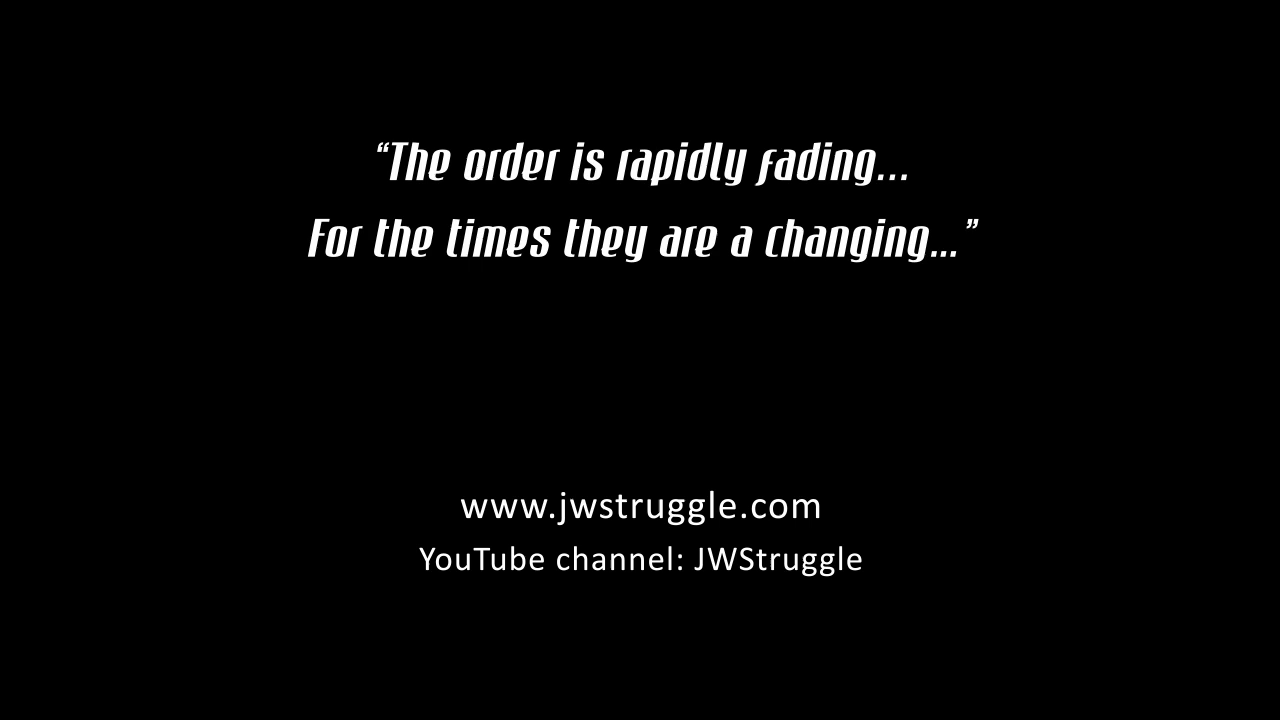 “The order is rapidly fading...
For the times they are a changing...”
www.jwstruggle.com
YouTube channel: JWStruggle